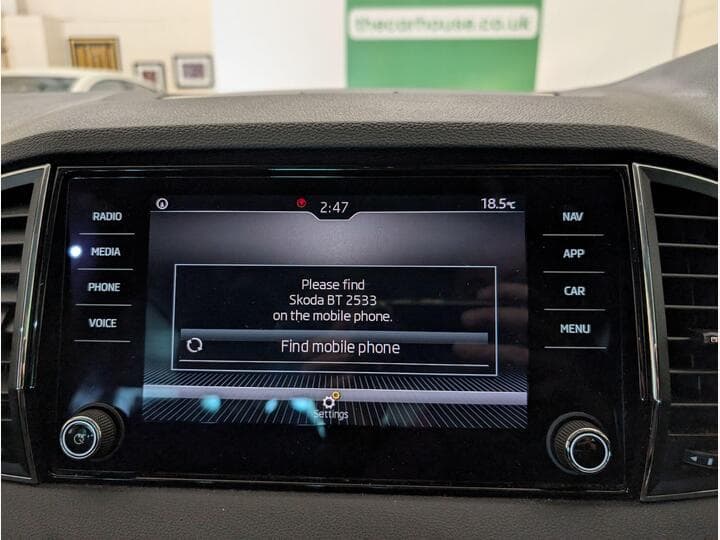 thecarhouse.co.uk
2:47
18.5°C
RADIO
MEDIA
PHONE
VOICE
NAV
APP
CAR
MENU
Please find
Skoda BT 2533
on the mobile phone.
Find mobile phone
Settings